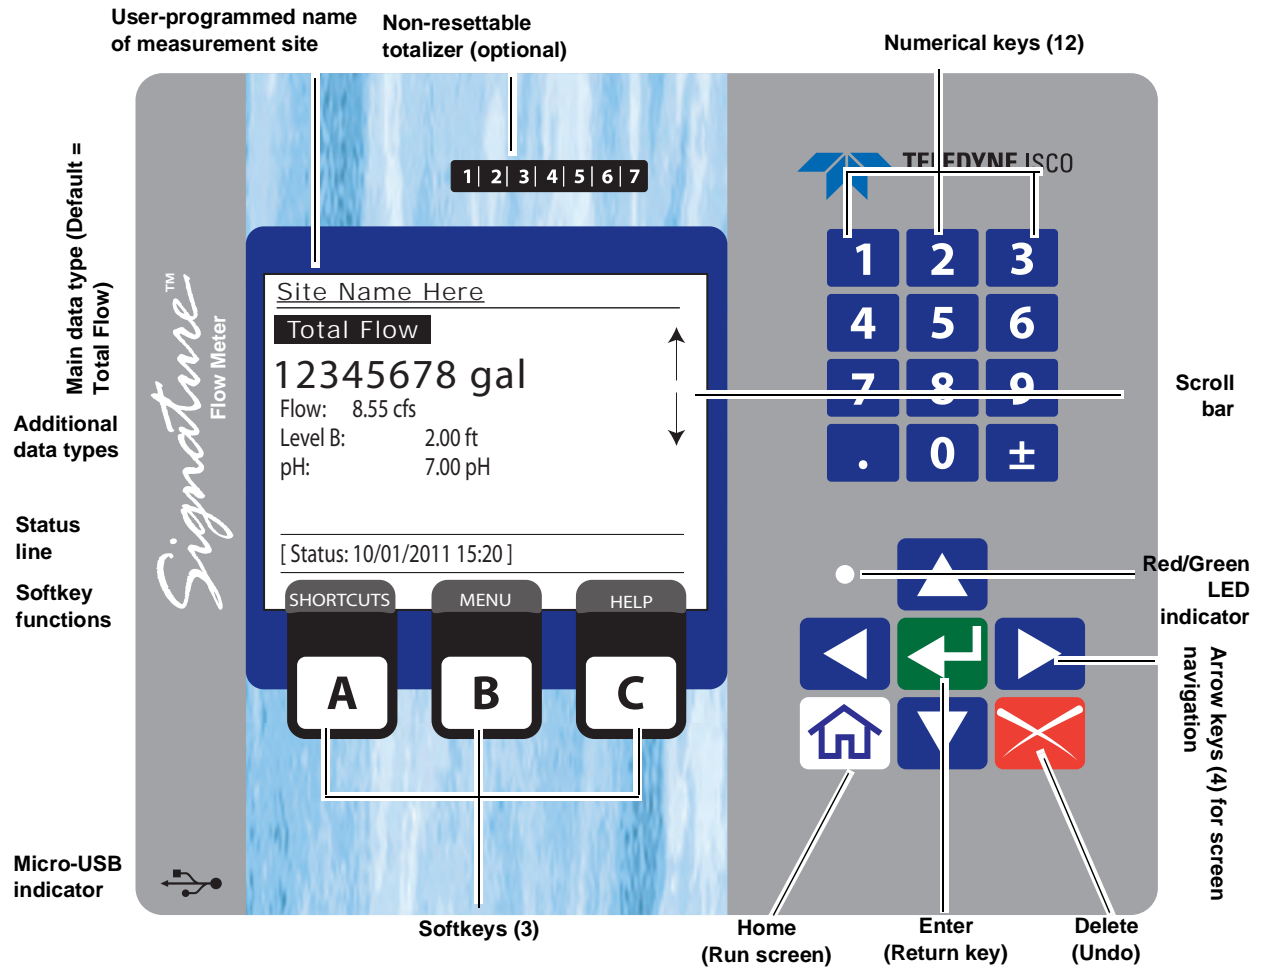 User-programmed name
of measurement site
Non-resettable
totalizer (optional)
Numerical keys (12)
TELEDYNE ISCO
1 2 3 4 5 6 7
Main data type (Default =
Total Flow)
Signature™
Flow Meter
Site Name Here
Total Flow
12345678 gal
Flow: 8.55 cfs
Level B: 2.00 ft
pH: 7.00 pH
[ Status: 10/01/2011 15:20 ]
SHORTCUTS MENU HELP
A B C
1 2 3
4 5 6
7 8 9
. 0 ±
Scroll
bar
Additional
data types
Status
line
Softkey
functions
Red/Green
LED
indicator
Arrow keys (4) for screen
navigation
Micro-USB
indicator
Softkeys (3)
Home
(Run screen)
Enter
(Return key)
Delete
(Undo)